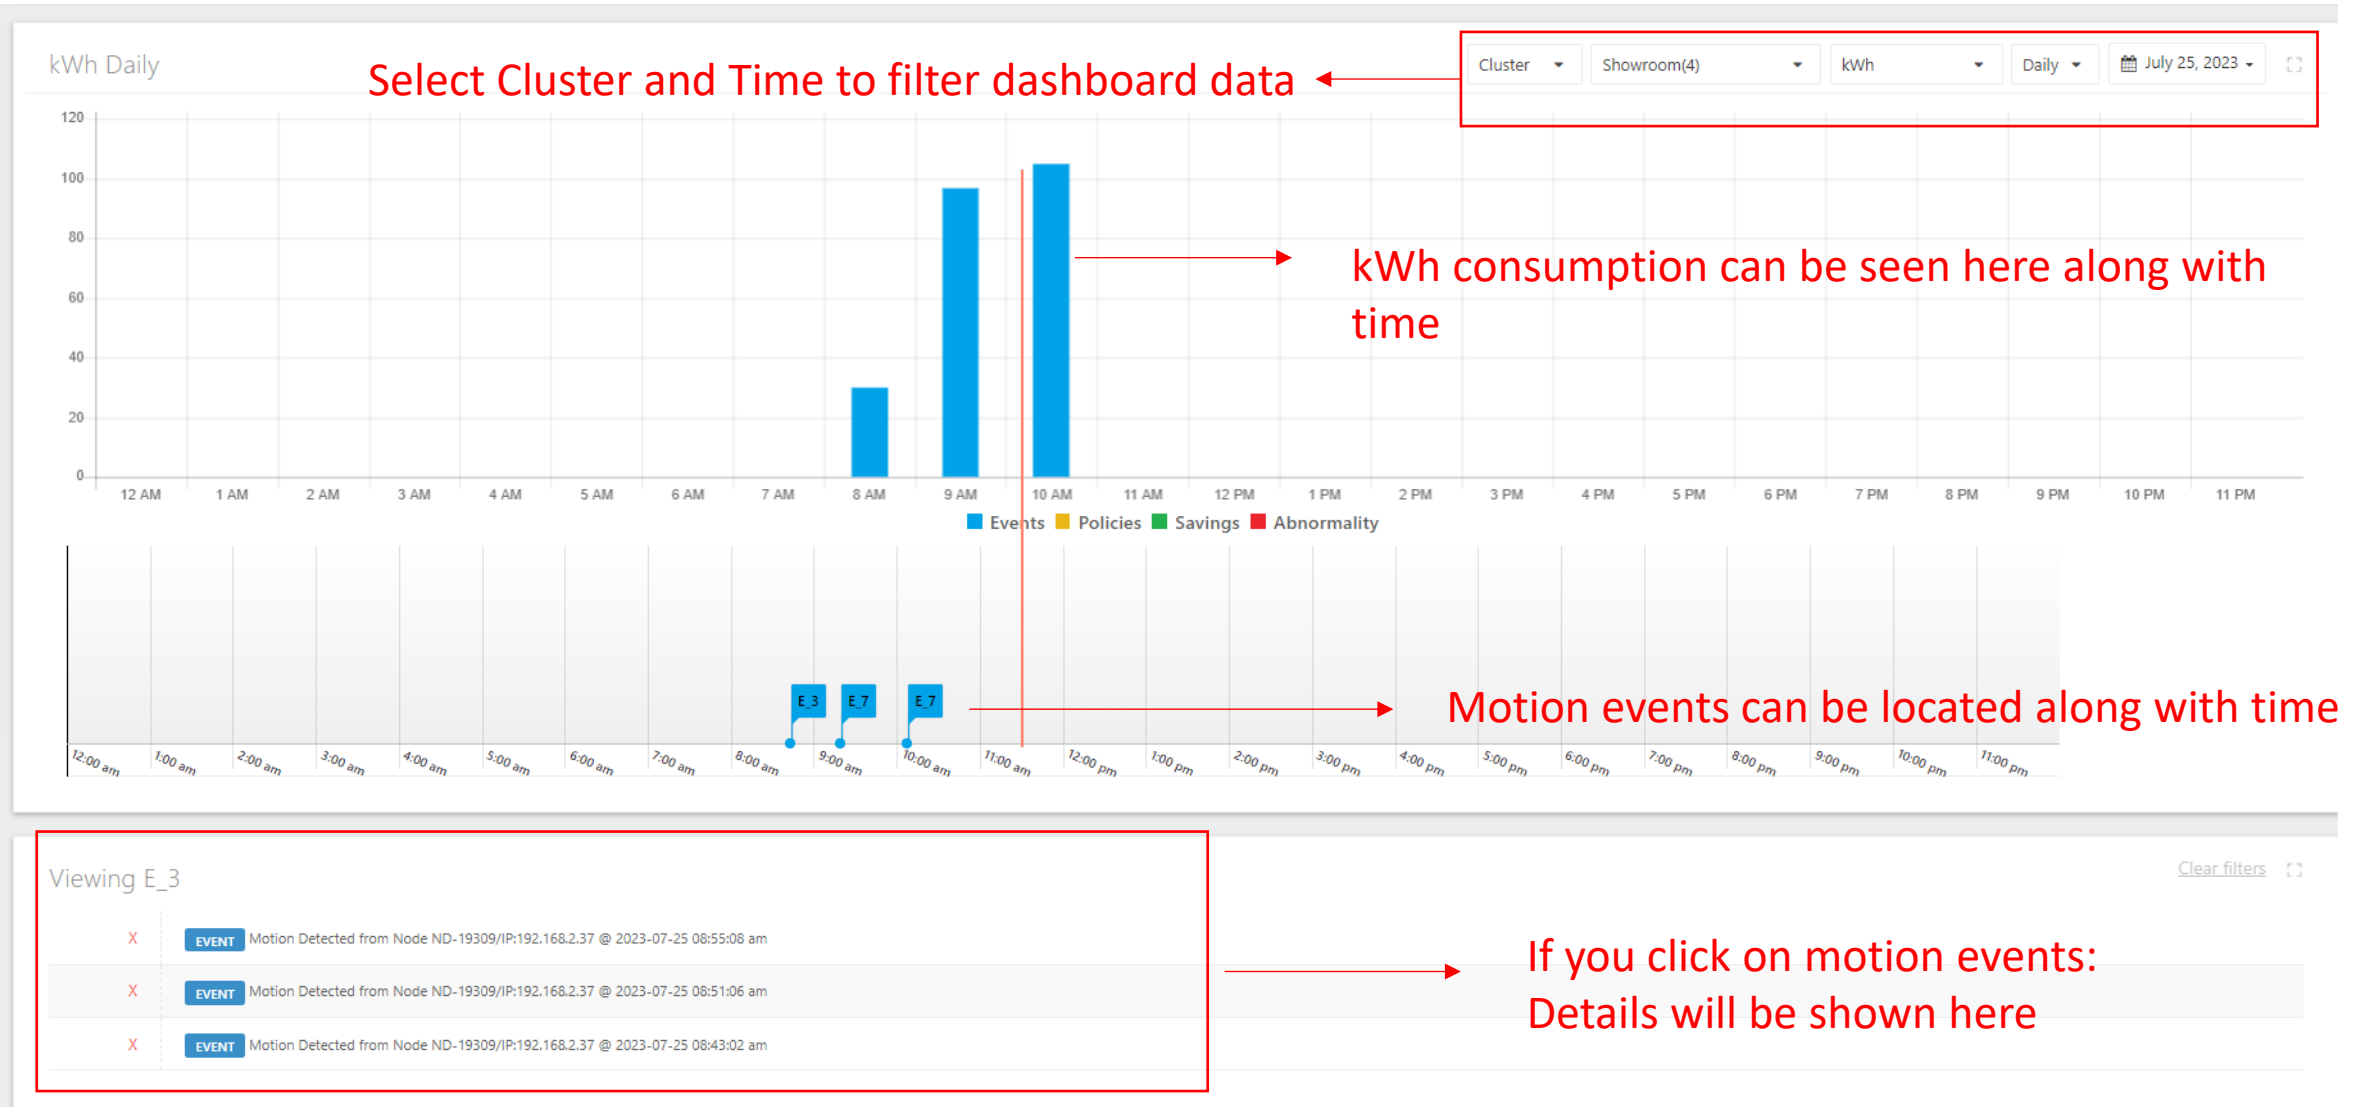 kWh Daily
Select Cluster and Time to filter dashboard data
Cluster
Showroom(4)
kWh
Daily
July 25, 2023
120
100
80
60
40
20
0
kWh consumption can be seen here along with
time
12 AM 1 AM 2 AM 3 AM 4 AM 5 AM 6 AM 7 AM 8 AM 9 AM 10 AM 11 AM 12 PM 1 PM 2 PM 3 PM 4 PM 5 PM 6 PM 7 PM 8 PM 9 PM 10 PM 11 PM
Events Policies Savings Abnormality
E_3 E_7 E_7
Motion events can be located along with time
12:00 am 1:00 am 2:00 am 3:00 am 4:00 am 5:00 am 6:00 am 7:00 am 8:00 am 9:00 am 10:00 am 11:00 am 12:00 pm 1:00 pm 2:00 pm 3:00 pm 4:00 pm 5:00 pm 6:00 pm 7:00 pm 8:00 pm 9:00 pm 10:00 pm 11:00 pm
Viewing E_3
Clear filters
X EVENT Motion Detected from Node ND-19309/IP:192.168.2.37 @ 2023-07-25 08:55:08 am
X EVENT Motion Detected from Node ND-19309/IP:192.168.2.37 @ 2023-07-25 08:51:06 am
X EVENT Motion Detected from Node ND-19309/IP:192.168.2.37 @ 2023-07-25 08:43:02 am
If you click on motion events:
Details will be shown here